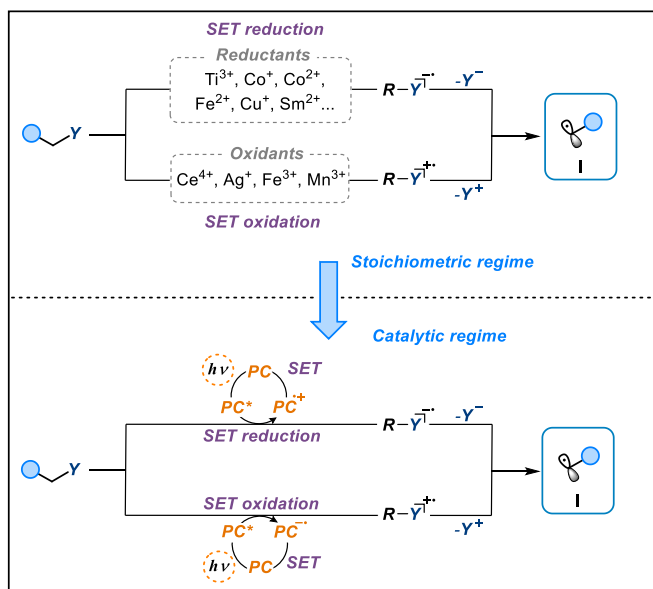 SET reduction
Reductants
Ti³⁺, Co⁺, Co²⁺,
Fe²⁺, Cu⁺, Sm²⁺...
R–Y⁻•
-Y⁻
Y
I
Oxidants
Ce⁴⁺, Ag⁺, Fe³⁺, Mn³⁺
R–Y⁺•
-Y⁺
SET oxidation
Stoichiometric regime
Catalytic regime
hν
PC
SET
PC*
PC•⁺
SET reduction
R–Y⁻•
-Y⁻
Y
I
SET oxidation
R–Y⁺•
-Y⁺
PC*
PC⁻•
hν
PC
SET